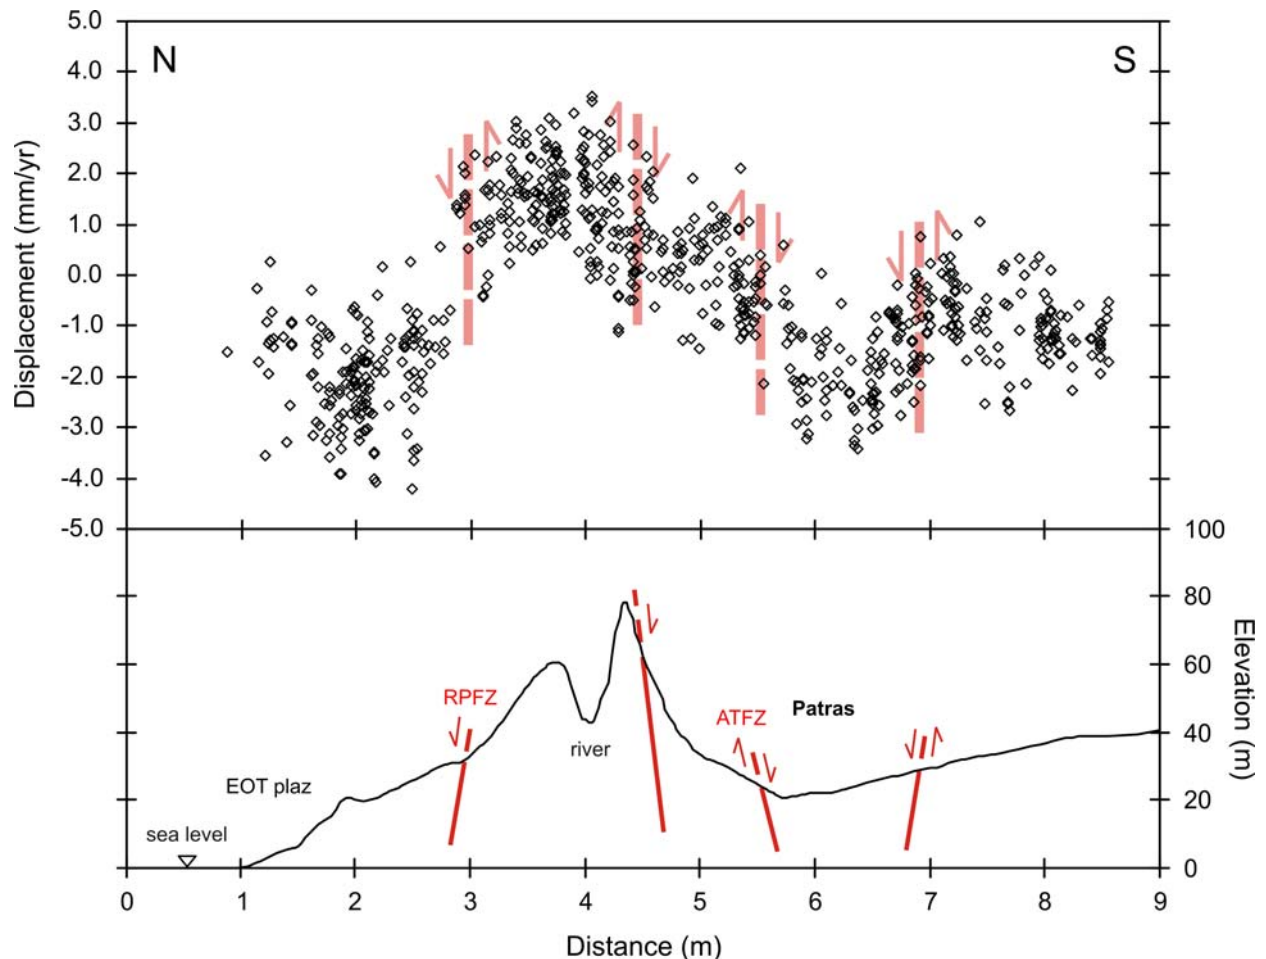 5.0
N
S
4.0
3.0
2.0
1.0
0.0
-1.0
-2.0
-3.0
-4.0
-5.0
Displacement (mm/yr)
100
80
60
40
20
0
Elevation (m)
RPFZ
ATFZ
Patras
river
EOT plaz
sea level
0 1 2 3 4 5 6 7 8 9
Distance (m)